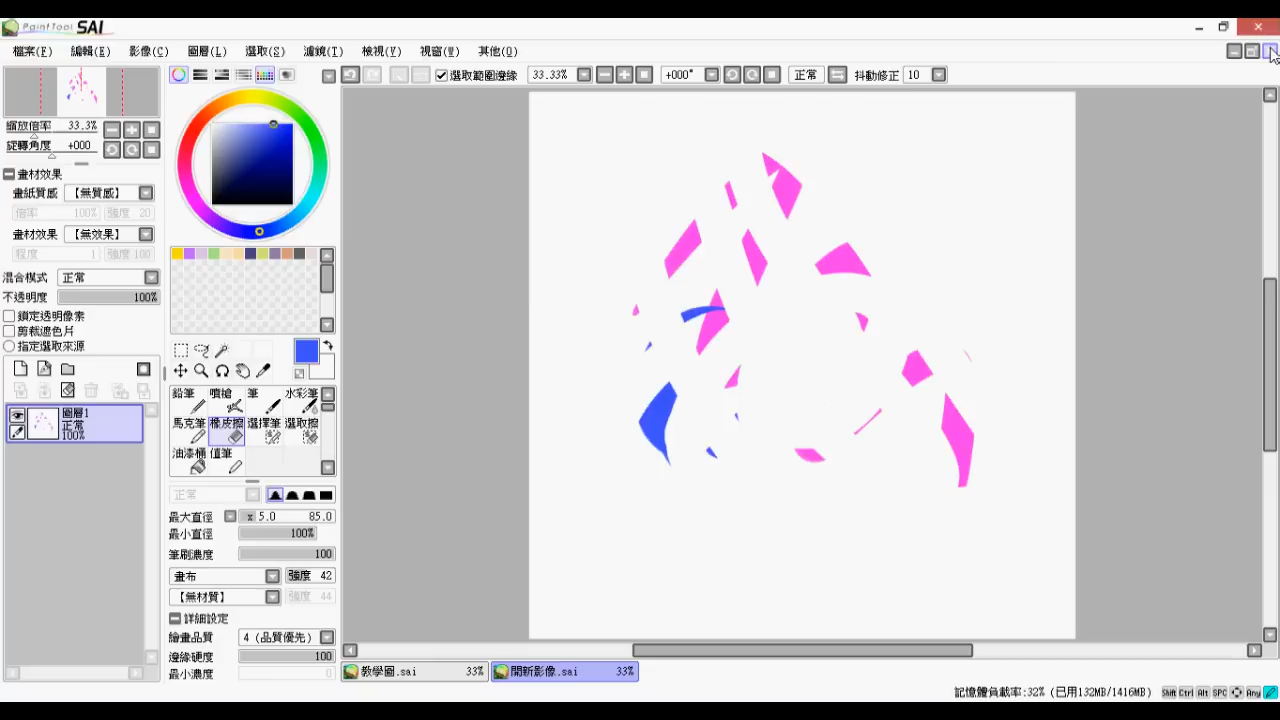 PaintTool SAI
檔案(F) 編輯(E) 影像(C) 圖層(L) 選取(S) 濾鏡(T) 檢視(V) 視窗(W) 其他(O)
選取範圍邊緣 33.33% +000° 正常 抖動修正 10
縮放倍率 33.3%
旋轉角度 +000
畫材效果
畫紙質感 【無質感】
倍率 100% 強度 20
畫材效果 【無效果】
程度 1 強度 100
混合模式 正常
不透明度 100%
鎖定透明像素
剪裁遮色片
指定選取來源
圖層1
正常
100%
鉛筆 噴槍 筆 水彩筆
馬克筆 橡皮擦 選擇筆 選取擦
油漆桶 值筆
正常
最大直徑 x 5.0 85.0
最小直徑 100%
筆刷濃度 100
畫布 強度 42
【無材質】 強度 44
詳細設定
繪畫品質 4 (品質優先)
邊緣硬度 100
最小濃度 0
教學圖.sai 33% 開新影像.sai 33%
記憶體負載率:32% (已用132MB/1416MB) Shift Ctrl Alt SPC Any